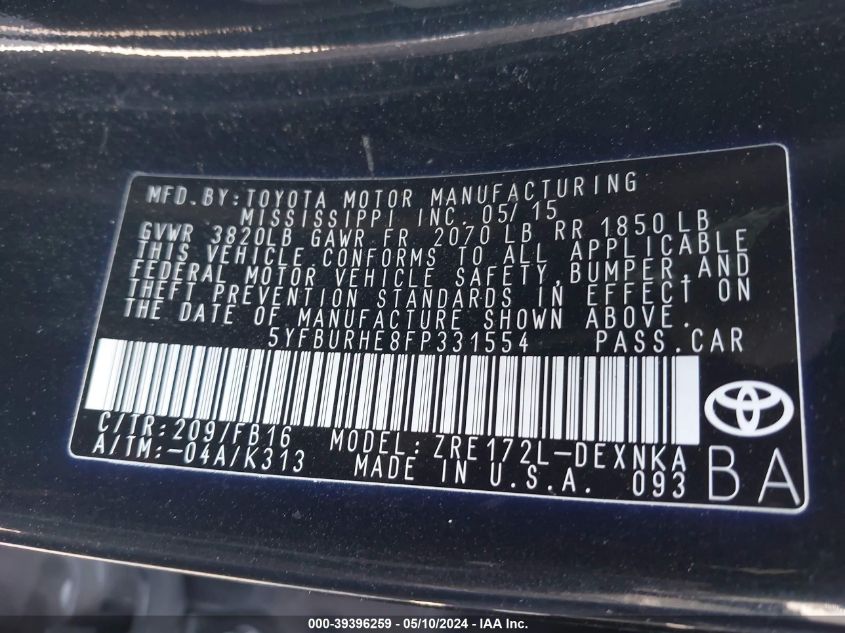 MFD.BY:TOYOTA MOTOR MANUFACTURING
MISSISSIPPI INC. 05/15
GVWR 3820LB GAWR FR 2070 LB RR 1850LB
THIS VEHICLE CONFORMS TO ALL APPLICABLE
FEDERAL MOTOR VEHICLE SAFETY,BUMPER,AND
THEFT PREVENTION STANDARDS IN EFFECT ON
THE DATE OF MANUFACTURE SHOWN ABOVE.
5YFBURHE8FP331554 PASS.CAR
C/TR:209/FB16 MODEL:ZRE172L-DEXNKA
A/TM:-04A/K313 MADE IN U.S.A. 093 BA
000-39396259 - 05/10/2024 - IAA Inc.